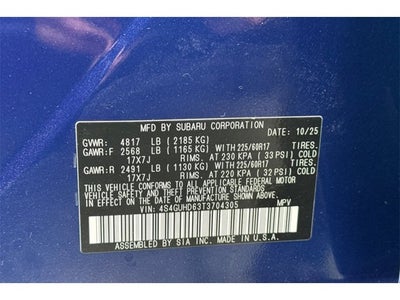 MFD.BY SUBARU CORPORATION DATE: 10/25
GVWR: 4817 LB ( 2185 KG)
GAWR:F 2568 LB ( 1165 KG) WITH 225/60R17 TIRES.
17X7J RIMS. AT 230 KPA ( 33 PSI) COLD
GAWR:R 2491 LB ( 1130 KG) WITH 225/60R17 TIRES.
17X7J RIMS. AT 220 KPA ( 32 PSI) COLD
THIS VEHICLE CONFORMS TO ALL APPLICABLE FEDERAL MOTOR
VEHICLE SAFETY BUMPER AND THEFT PREVENTION STANDARDS IN
EFFECT ON THE DATE OF MANUFACTURE SHOWN ABOVE.
VIN: 4S4GUHD63T3704305 MPV
ASSEMBLED BY SIA INC. MADE IN U.S.A.